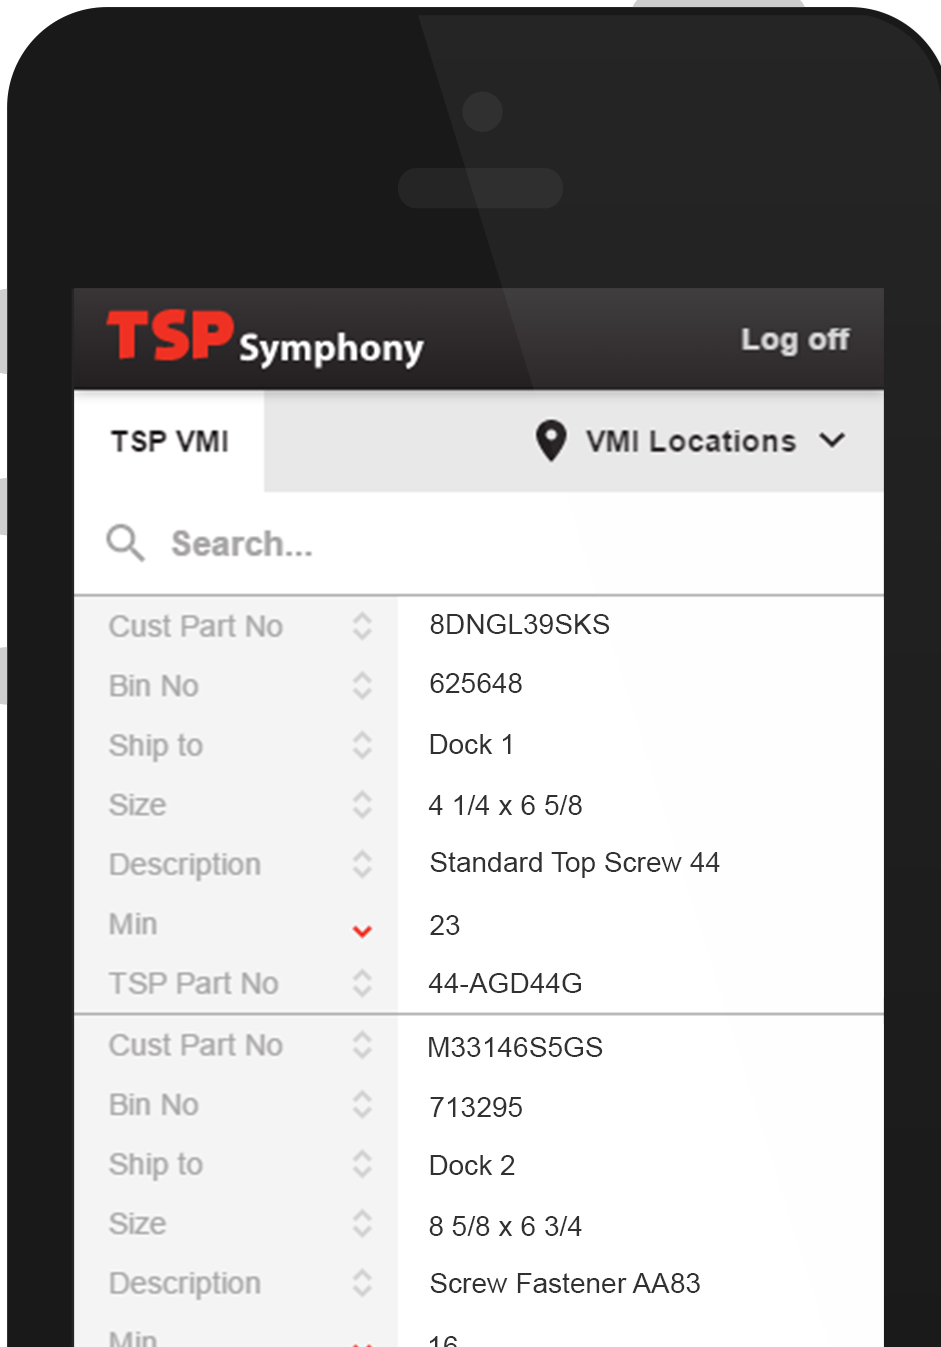 TSP Symphony Log off
TSP VMI VMI Locations
Search...
Cust Part No 8DNGL39SKS
Bin No 625648
Ship to Dock 1
Size 4 1/4 x 6 5/8
Description Standard Top Screw 44
Min 23
TSP Part No 44-AGD44G
Cust Part No M33146S5GS
Bin No 713295
Ship to Dock 2
Size 8 5/8 x 6 3/4
Description Screw Fastener AA83
Min 16